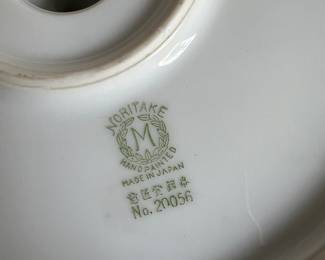 NORITAKE
M
HAND PAINTED
MADE IN JAPAN
No. 20056